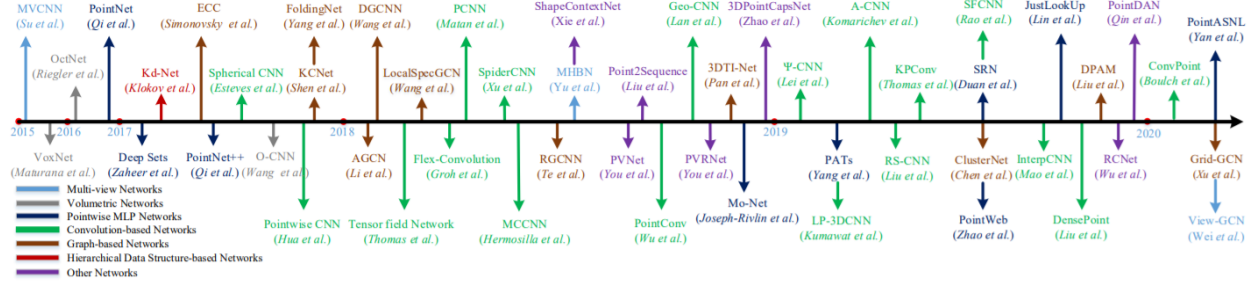 MVCNN
(Su et al.)
PointNet
(Qi et al.)
ECC
(Simonovsky et al.)
FoldingNet
(Yang et al.)
DGCNN
(Wang et al.)
PCNN
(Matan et al.)
ShapeContextNet
(Xie et al.)
Geo-CNN
(Lan et al.)
3DPointCapsNet
(Zhao et al.)
A-CNN
(Komarichev et al.)
SFCNN
(Rao et al.)
JustLookUp
(Lin et al.)
PointDAN
(Qin et al.)
PointASNL
(Yan et al.)
OctNet
(Riegler et al.)
Kd-Net
(Klokov et al.)
Spherical CNN
(Esteves et al.)
KCNet
(Shen et al.)
LocalSpecGCN
(Wang et al.)
SpiderCNN
(Xu et al.)
MHBN
(Yu et al.)
Point2Sequence
(Liu et al.)
3DTI-Net
(Pan et al.)
Ψ-CNN
(Lei et al.)
KPConv
(Thomas et al.)
SRN
(Duan et al.)
DPAM
(Liu et al.)
ConvPoint
(Boulch et al.)
2015
2016
2017
2018
2019
2020
VoxNet
(Maturana et al.)
Deep Sets
(Zaheer et al.)
PointNet++
(Qi et al.)
O-CNN
(Wang et al.)
AGCN
(Li et al.)
Flex-Convolution
(Groh et al.)
RGCNN
(Te et al.)
PVNet
(You et al.)
PVRNet
(You et al.)
PATs
(Yang et al.)
RS-CNN
(Liu et al.)
ClusterNet
(Chen et al.)
InterpCNN
(Mao et al.)
RCNet
(Wu et al.)
Grid-GCN
(Xu et al.)
Pointwise CNN
(Hua et al.)
Tensor field Network
(Thomas et al.)
MCCNN
(Hermosilla et al.)
PointConv
(Wu et al.)
Mo-Net
(Joseph-Rivlin et al.)
LP-3DCNN
(Kumawat et al.)
PointWeb
(Zhao et al.)
DensePoint
(Liu et al.)
View-GCN
(Wei et al.)
Multi-view Networks
Volumetric Networks
Pointwise MLP Networks
Convolution-based Networks
Graph-based Networks
Hierarchical Data Structure-based Networks
Other Networks